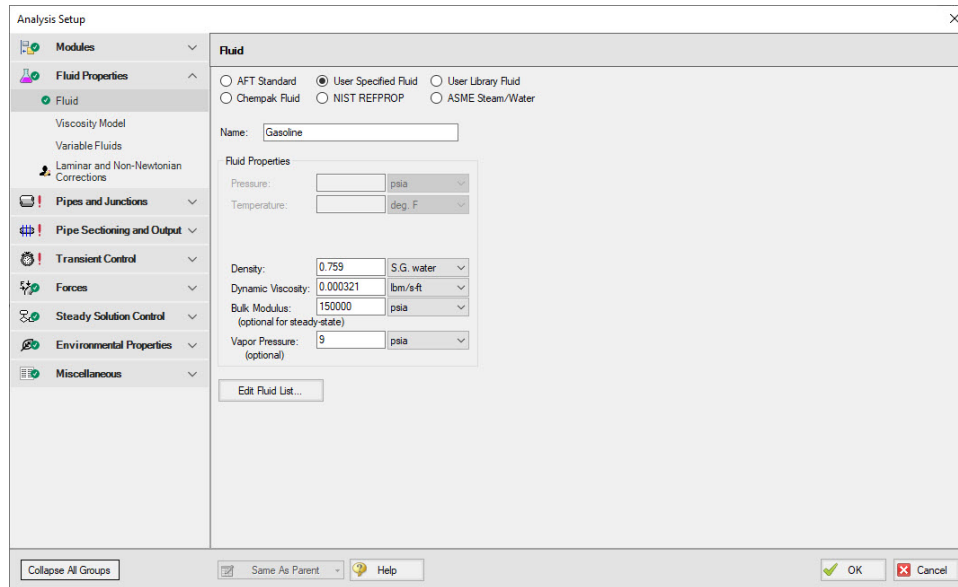 Analysis Setup
Modules
Fluid Properties
Fluid
Viscosity Model
Variable Fluids
Laminar and Non-Newtonian
Corrections
Pipes and Junctions
Pipe Sectioning and Output
Transient Control
Forces
Steady Solution Control
Environmental Properties
Miscellaneous
Fluid
AFT Standard User Specified Fluid User Library Fluid
Chempak Fluid NIST REFPROP ASME Steam/Water
Name: Gasoline
Fluid Properties
Pressure: psia
Temperature: deg. F
Density: 0.759 S.G. water
Dynamic Viscosity: 0.000321 lbm/s-ft
Bulk Modulus: 150000 psia
(optional for steady-state)
Vapor Pressure: 9 psia
(optional)
Edit Fluid List...
Collapse All Groups Same As Parent Help OK Cancel